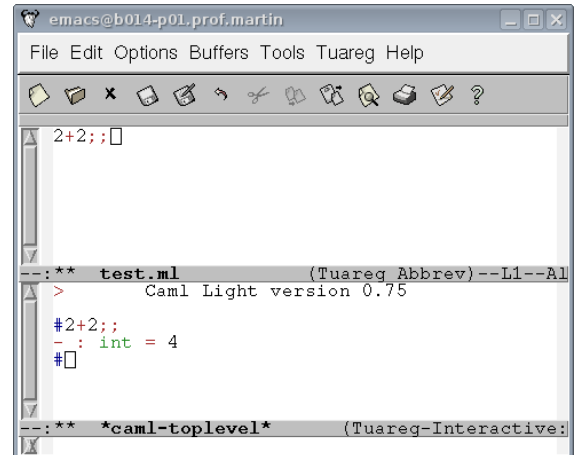 emacs@b014-p01.prof.martin
File Edit Options Buffers Tools Tuareg Help
2+2;;
--:** test.ml (Tuareg Abbrev)--L1--Al
> Caml Light version 0.75
#2+2;;
- : int = 4
#
--:** *caml-toplevel* (Tuareg-Interactive: